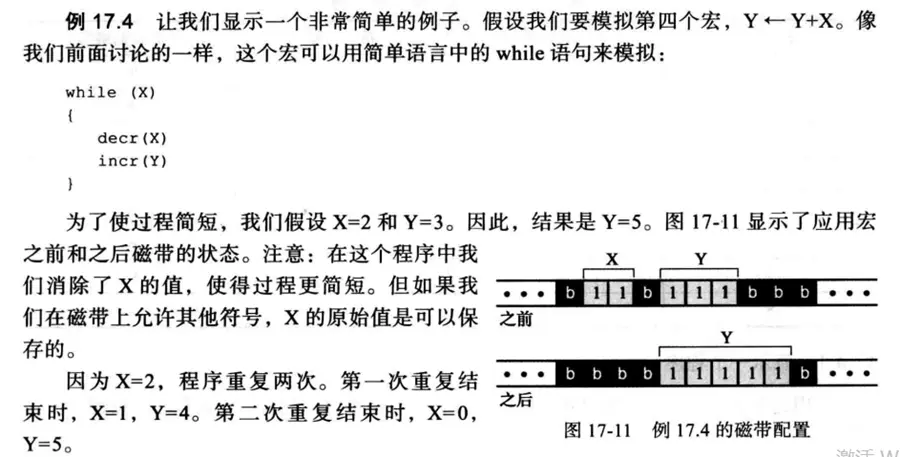 例 17.4 让我们显示一个非常简单的例子。假设我们要模拟第四个宏，Y ← Y+X。像
我们前面讨论的一样，这个宏可以用简单语言中的 while 语句来模拟：
while (X)
{
decr(X)
incr(Y)
}
为了使过程简短，我们假设 X=2 和 Y=3。因此，结果是 Y=5。图 17-11 显示了应用宏
之前和之后磁带的状态。注意：在这个程序中我
们消除了 X 的值，使得过程更简短。但如果我
们在磁带上允许其他符号，X 的原始值是可以保
存的。
因为 X=2，程序重复两次。第一次重复结
束时，X=1，Y=4。第二次重复结束时，X=0，
Y=5。
X Y
••• b 1 1 b 1 1 1 b b b •••
之前
Y
••• b b b b 1 1 1 1 1 b •••
之后
图 17-11 例 17.4 的磁带配置
激活 W